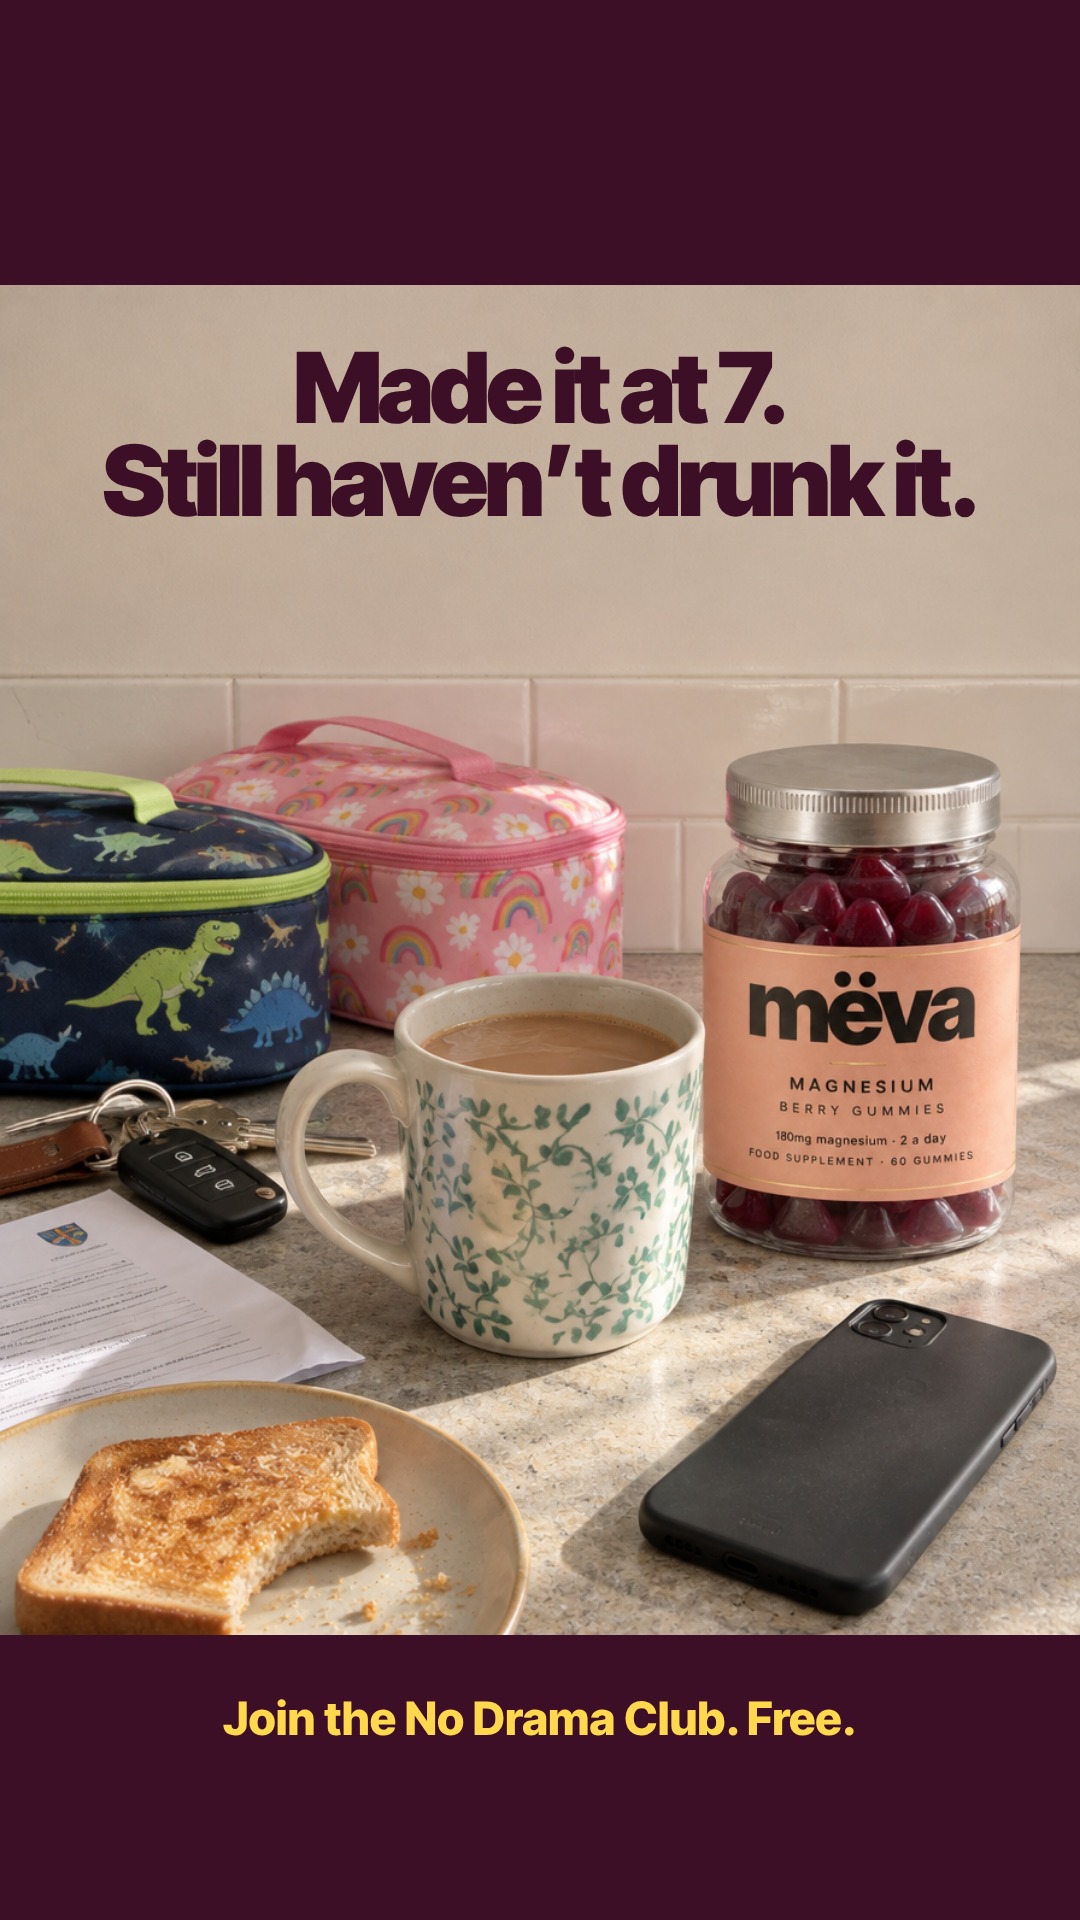 Made it at 7.
Still haven't drunk it.
mëva
MAGNESIUM
BERRY GUMMIES
180mg magnesium · 2 a day
FOOD SUPPLEMENT · 60 GUMMIES
Join the No Drama Club. Free.